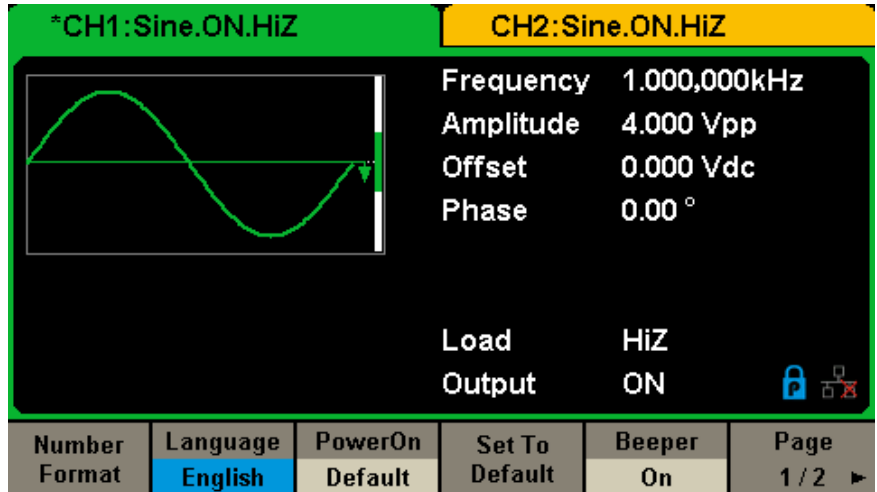 *CH1:Sine.ON.HiZ CH2:Sine.ON.HiZ
Frequency 1.000,000kHz
Amplitude 4.000 Vpp
Offset 0.000 Vdc
Phase 0.00 °
Load HiZ
Output ON
P
Number Format Language English PowerOn Default Set To Default Beeper On Page 1/2 ►